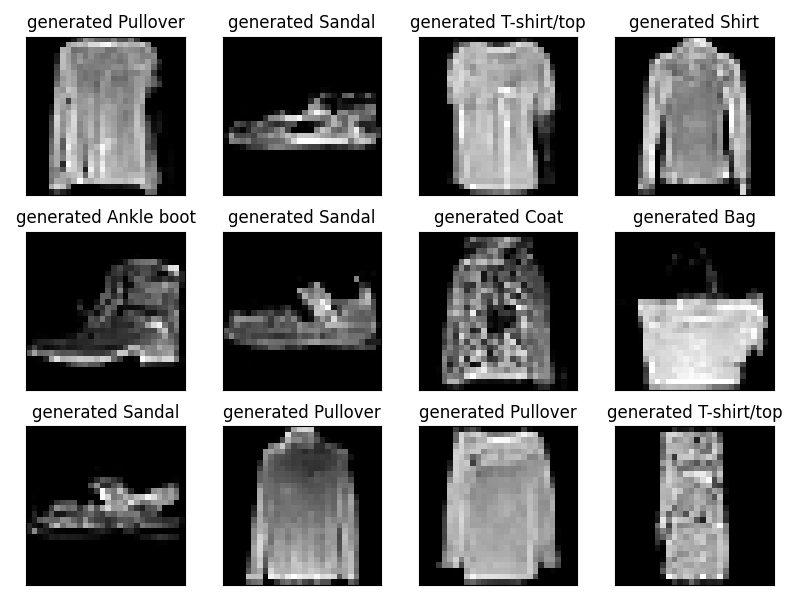 generated Pullover
generated Sandal
generated T-shirt/top
generated Shirt
generated Ankle boot
generated Sandal
generated Coat
generated Bag
generated Sandal
generated Pullover
generated Pullover
generated T-shirt/top